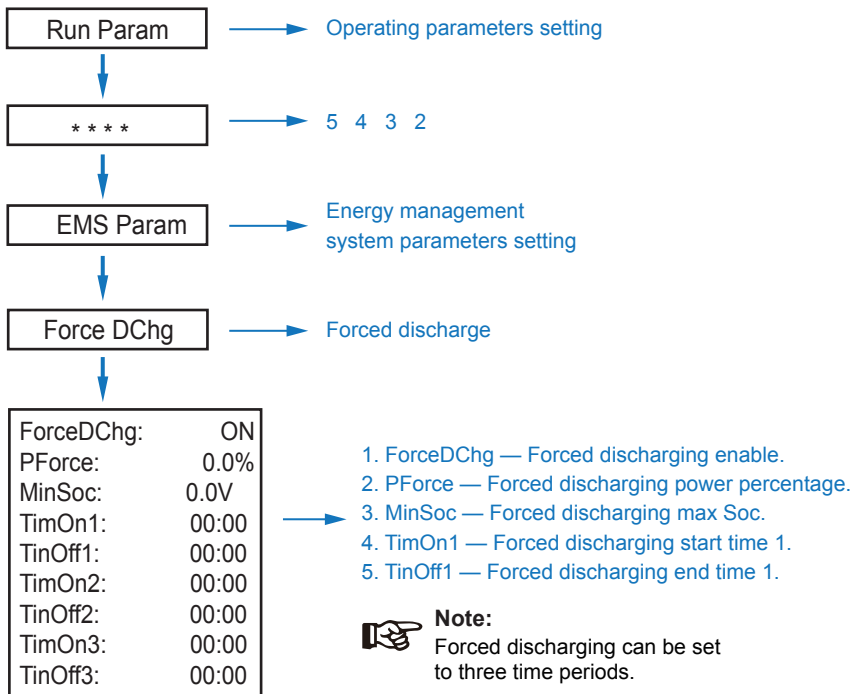 Run Param
Operating parameters setting
* * * *
5 4 3 2
EMS Param
Energy management
system parameters setting
Force DChg
Forced discharge
ForceDChg: ON
PForce: 0.0%
MinSoc: 0.0V
TimOn1: 00:00
TinOff1: 00:00
TimOn2: 00:00
TinOff2: 00:00
TimOn3: 00:00
TinOff3: 00:00
1. ForceDChg — Forced discharging enable.
2. PForce — Forced discharging power percentage.
3. MinSoc — Forced discharging max Soc.
4. TimOn1 — Forced discharging start time 1.
5. TinOff1 — Forced discharging end time 1.
Note:
Forced discharging can be set
to three time periods.